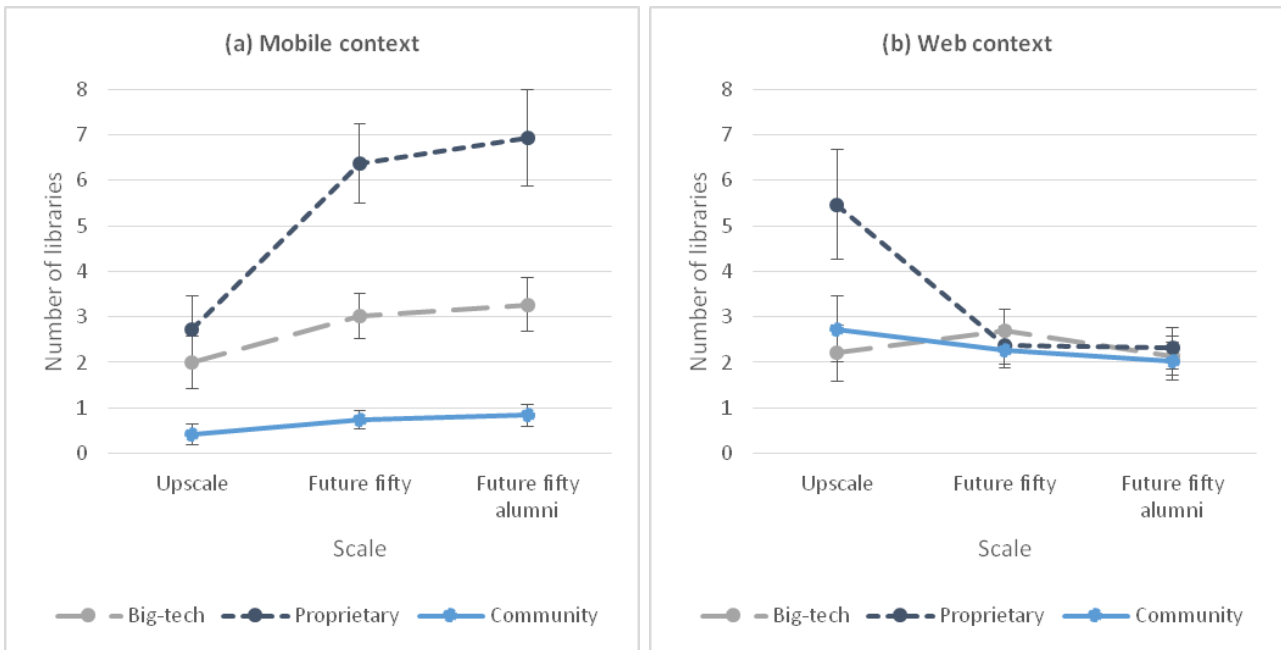 (a) Mobile context
8
7
6
5
4
3
2
1
0
Number of libraries
Upscale
Future fifty
Future fifty
alumni
Scale
Big-tech
Proprietary
Community
(b) Web context
8
7
6
5
4
3
2
1
0
Number of libraries
Upscale
Future fifty
Future fifty
alumni
Scale
Big-tech
Proprietary
Community